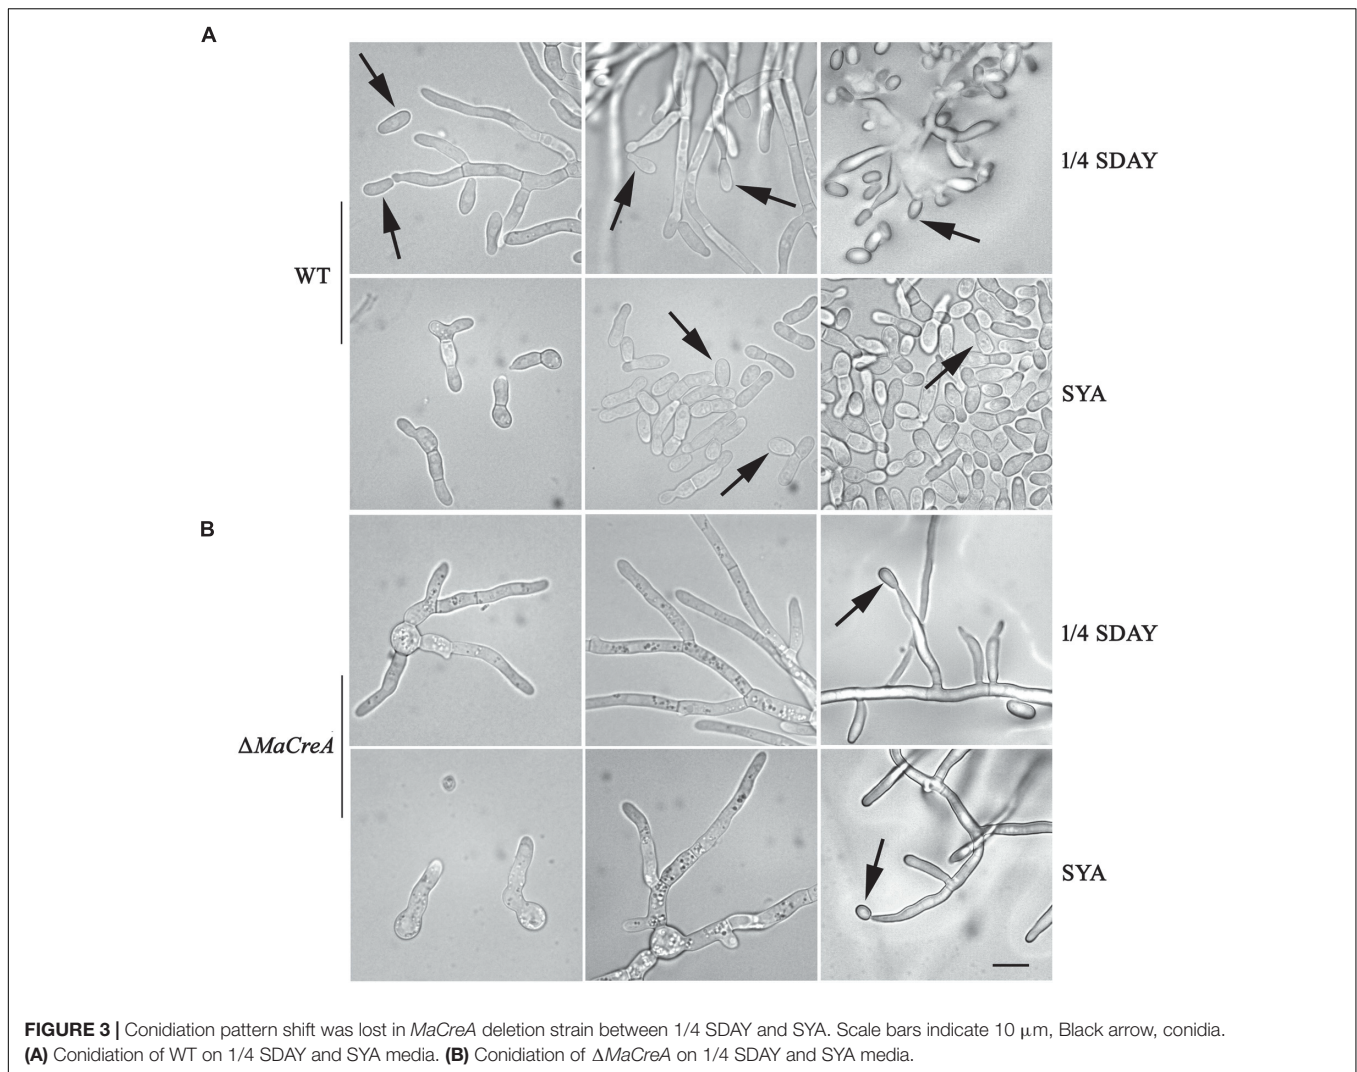 A
1/4 SDAY
WT
SYA
B
1/4 SDAY
ΔMaCreA
SYA
FIGURE 3 | Conidiation pattern shift was lost in MaCreA deletion strain between 1/4 SDAY and SYA. Scale bars indicate 10 μm, Black arrow, conidia.
(A) Conidiation of WT on 1/4 SDAY and SYA media. (B) Conidiation of ΔMaCreA on 1/4 SDAY and SYA media.